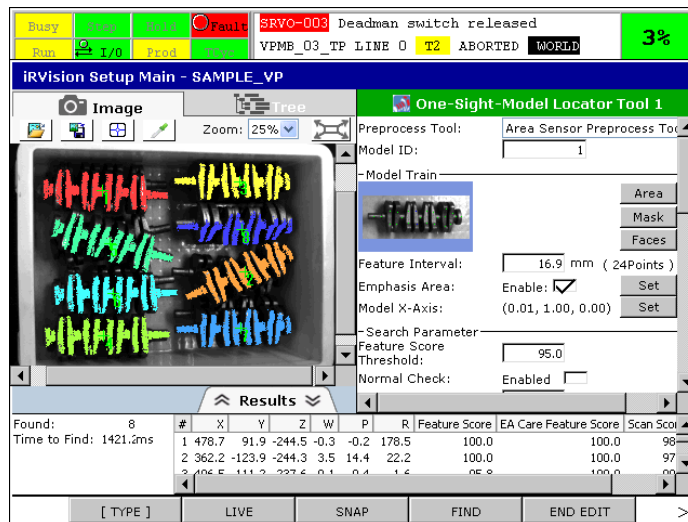 Busy Step Hold Fault SRVO-003 Deadman switch released
Run I/O Prod TCyc VPMB_03_TP LINE 0 T2 ABORTED WORLD 3%
iRVision Setup Main - SAMPLE_VP
Image Tree One-Sight-Model Locator Tool 1
Zoom: 25%
Preprocess Tool: Area Sensor Preprocess Too
Model ID: 1
Model Train
Area
Mask
Faces
Feature Interval: 16.9 mm ( 24Points )
Emphasis Area: Enable: Set
Model X-Axis: (0.01, 1.00, 0.00) Set
Search Parameter
Feature Score Threshold: 95.0
Normal Check: Enabled
Results
Found: 8
Time to Find: 1421.2ms
# X Y Z W P R Feature Score EA Care Feature Score Scan Scor
1 478.7 91.9 -244.5 -0.3 -0.2 178.5 100.0 100.0 98
2 362.2 -123.9 -244.3 3.5 14.4 22.2 100.0 100.0 97
[ TYPE ] LIVE SNAP FIND END EDIT >